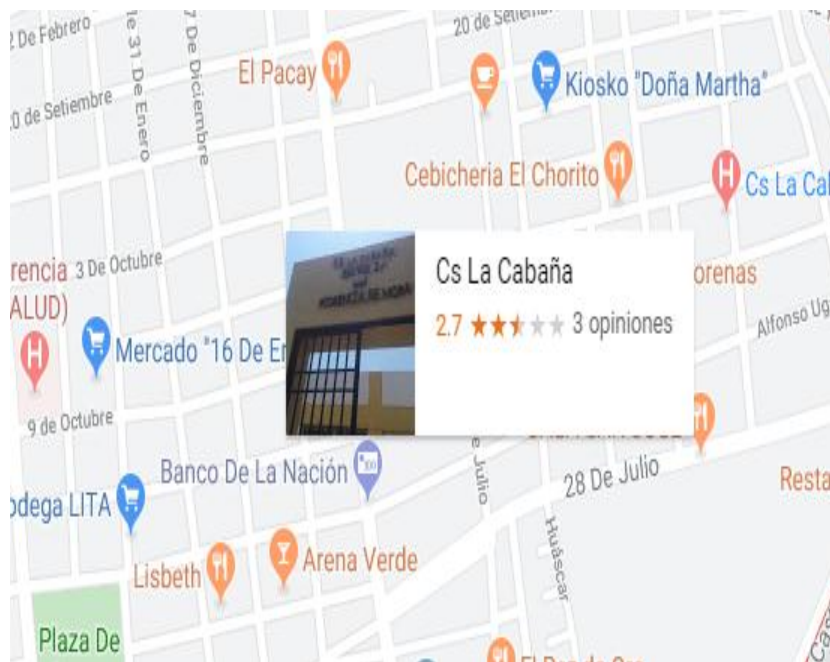 2 De Febrero
20 de Setiembre
31 De Enero
7 De Diciembre
El Pacay
Kiosko "Doña Martha"
0 de Setiembre
Cebicheria El Chorito
Cs La Cab
rencia
3 De Octubre
ALUD)
Cs La Cabaña
2.7
3 opiniones
orenas
Alfonso Ug
Mercado "16 De En
9 de Octubre
Banco De La Nación
e Julio
28 De Julio
Resta
odega LITA
Huáscar
Lisbeth
Arena Verde
Plaza De